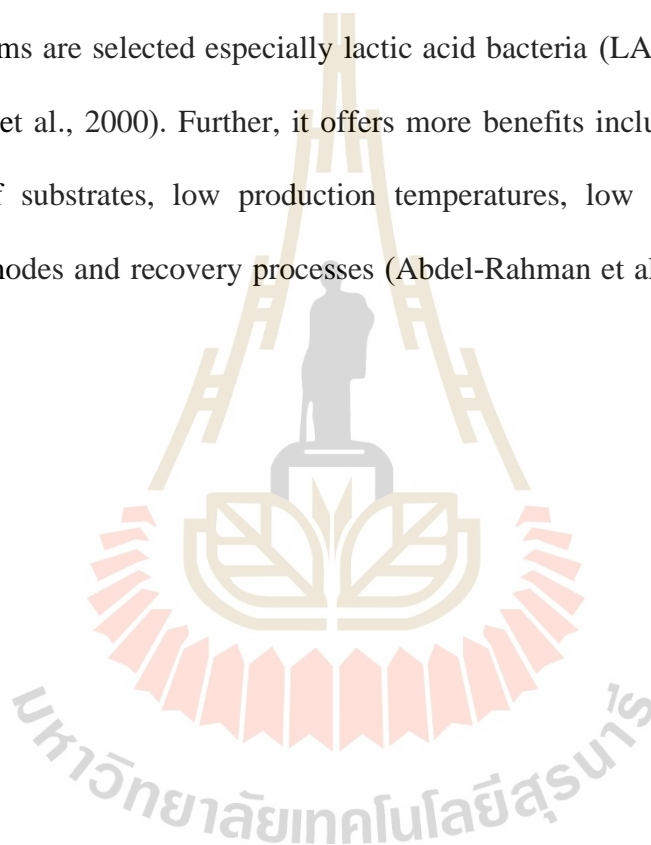 ms are selected especially lactic acid bacteria (LA
et al., 2000). Further, it offers more benefits inclu
f substrates, low production temperatures, low
nodes and recovery processes (Abdel-Rahman et al
มหาวิทยาลัยเทคโนโลยีสุรนารี